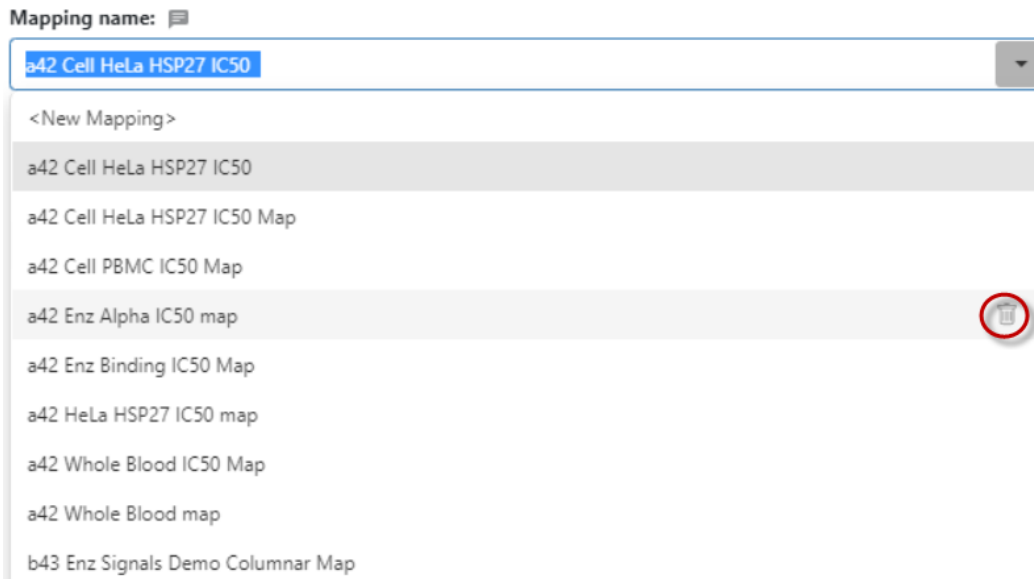 Mapping name:
a42 Cell HeLa HSP27 IC50
<New Mapping>
a42 Cell HeLa HSP27 IC50
a42 Cell HeLa HSP27 IC50 Map
a42 Cell PBMC IC50 Map
a42 Enz Alpha IC50 map
a42 Enz Binding IC50 Map
a42 HeLa HSP27 IC50 map
a42 Whole Blood IC50 Map
a42 Whole Blood map
b43 Enz Signals Demo Columnar Map